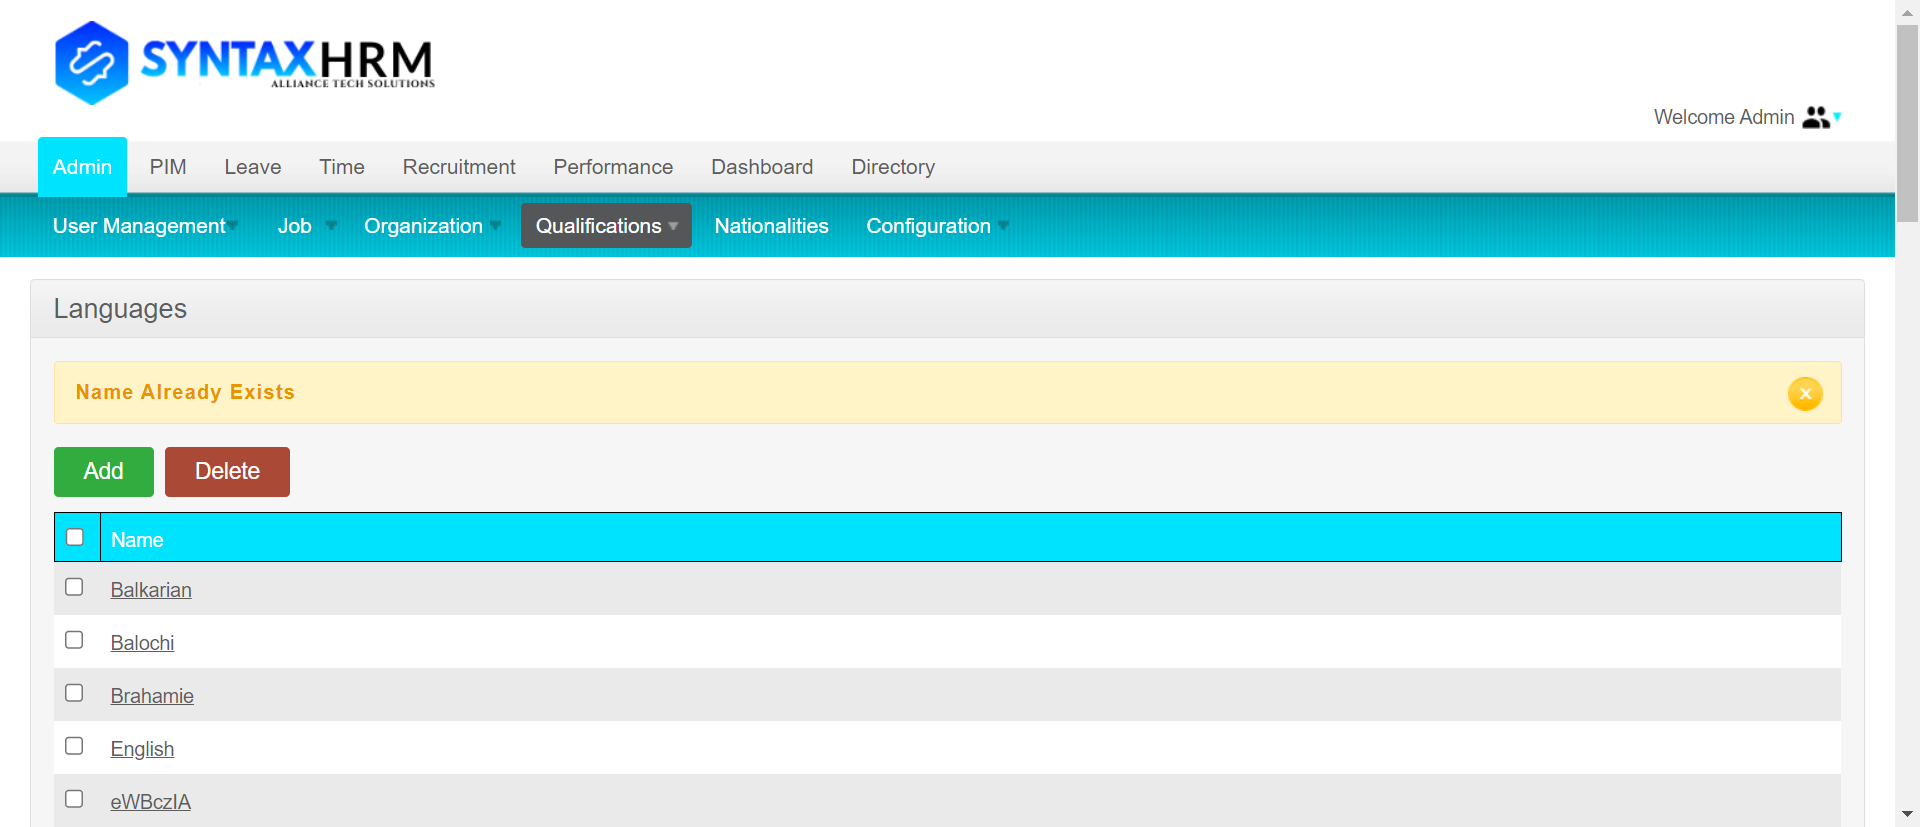 SYNTAXHRM
ALLIANCE TECH SOLUTIONS
Welcome Admin
Admin PIM Leave Time Recruitment Performance Dashboard Directory
User Management Job Organization Qualifications Nationalities Configuration
Languages
Name Already Exists
Add Delete
Name
Balkarian
Balochi
Brahamie
English
eWBczIA